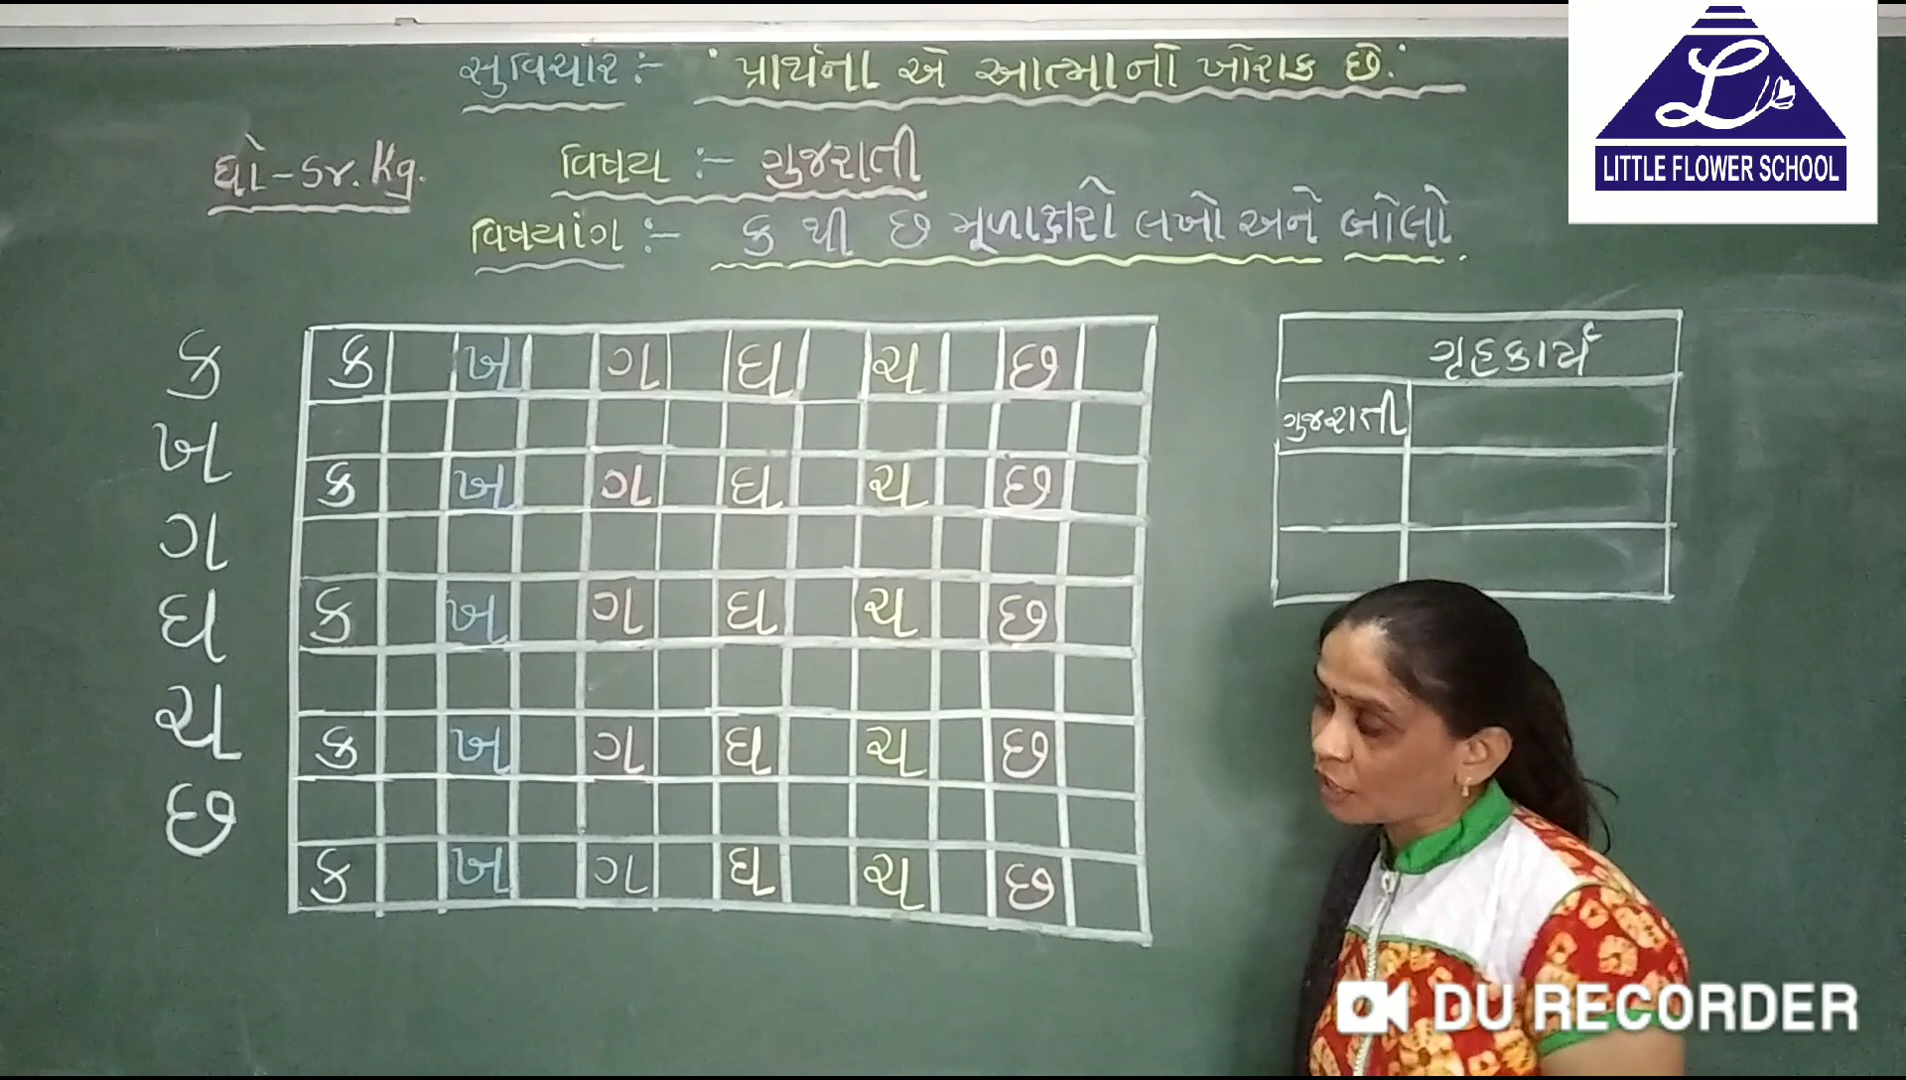 સુવિચાર :- "પ્રાર્થના એ આત્માનો ખોરાક છે."
LITTLE FLOWER SCHOOL
ધો-Sr. Kg.
વિષય :- ગુજરાતી
વિષયાંગ :- ક થી છ મૂળાક્ષરો લખો અને બોલો.
ક
ખ
ગ
ઘ
ચ
છ
ક ખ ગ ઘ ચ છ
ક ખ ગ ઘ ચ છ
ક ખ ગ ઘ ચ છ
ક ખ ગ ઘ ચ છ
ક ખ ગ ઘ ચ છ
ગૃહકાર્ય
ગુજરાતી
DU RECORDER